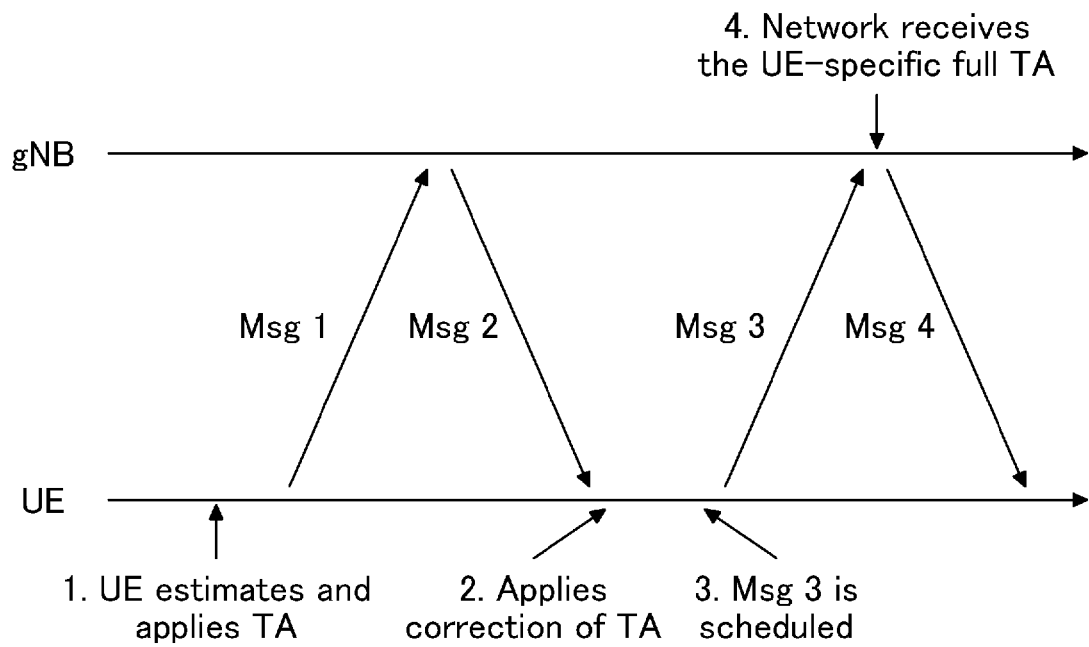 4. Network receives
the UE-specific full TA
gNB
Msg 1
Msg 2
Msg 3
Msg 4
UE
1. UE estimates and
applies TA
2. Applies
correction of TA
3. Msg 3 is
scheduled